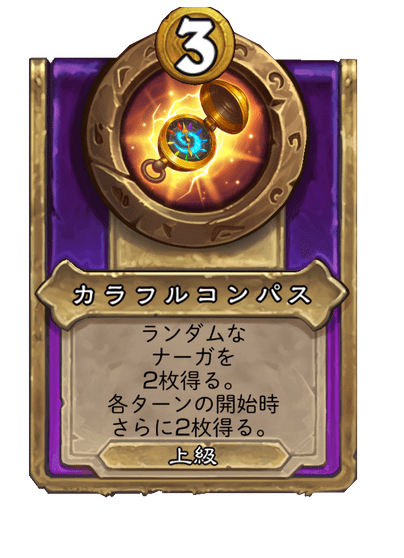 3
カラフルコンパス
ランダムな
ナーガを
2枚得る。
各ターンの開始時
さらに2枚得る。
上級